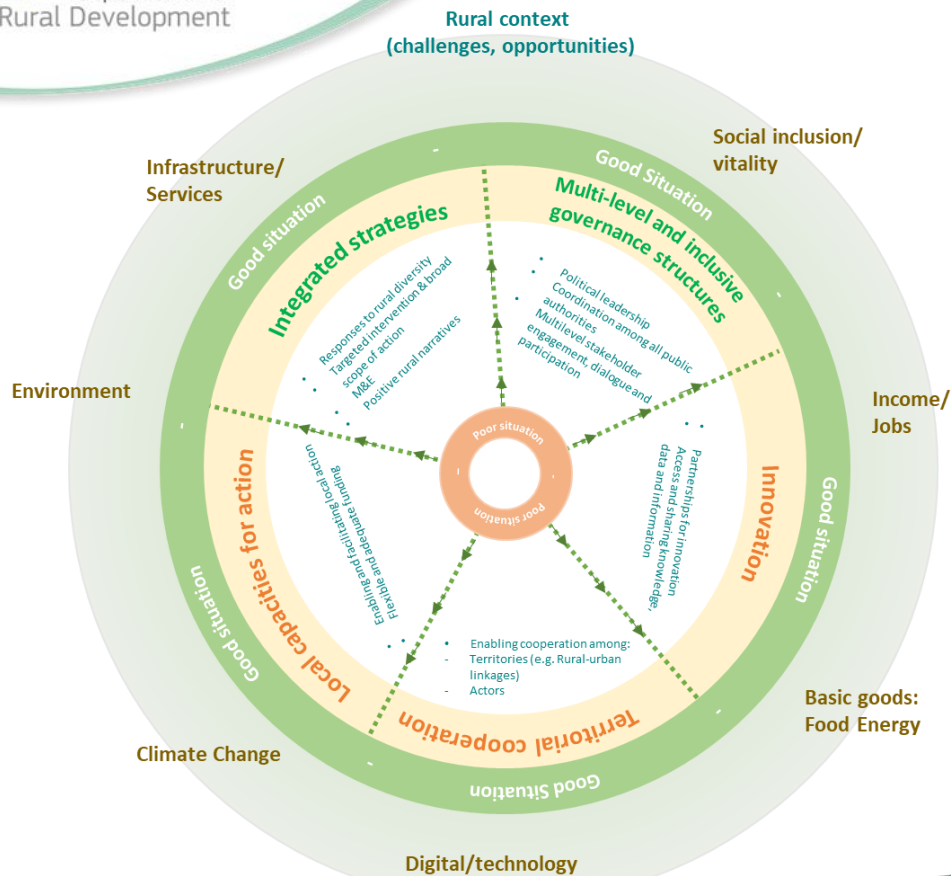 Rural Development
Rural context
(challenges, opportunities)
Infrastructure/
Services
Social inclusion/
vitality
Environment
Income/
Jobs
Climate Change
Basic goods:
Food Energy
Digital/technology
Good situation
-
Good Situation
-
Good situation
-
Good Situation
-
Good situation
-
Integrated strategies
• Responses to rural diversity
• Targeted intervention & broad
scope of action
• M&E
• Positive rural narratives
Multi-level and inclusive
governance structures
• Political leadership
• Coordination among all public
authorities
• Multilevel stakeholder
engagement, dialogue and
participation
Innovation
• Partnerships for innovation
• Access and sharing knowledge,
data and information
Territorial cooperation
• Enabling cooperation among:
- Territories (e.g. Rural-urban
linkages)
- Actors
Local capacities for action
• Enabling and facilitating local action
• Flexible and adequate funding
Poor situation
-
Poor situation
-